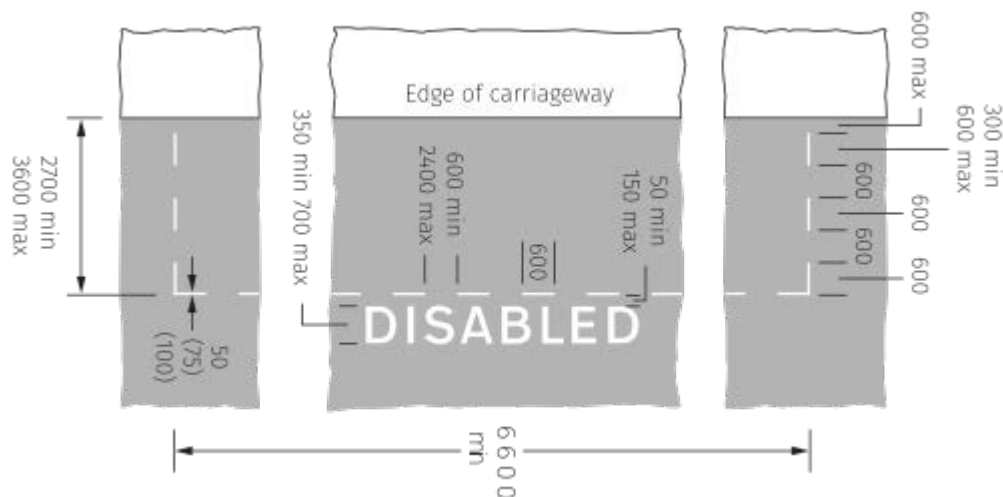 600 max
300 min
600 max
Edge of carriageway
350 min 700 max
2700 min
3600 max
600 min
2400 max
50 min
150 max
600
600
600
600
600
DISABLED
50
(75)
(100)
6600
min